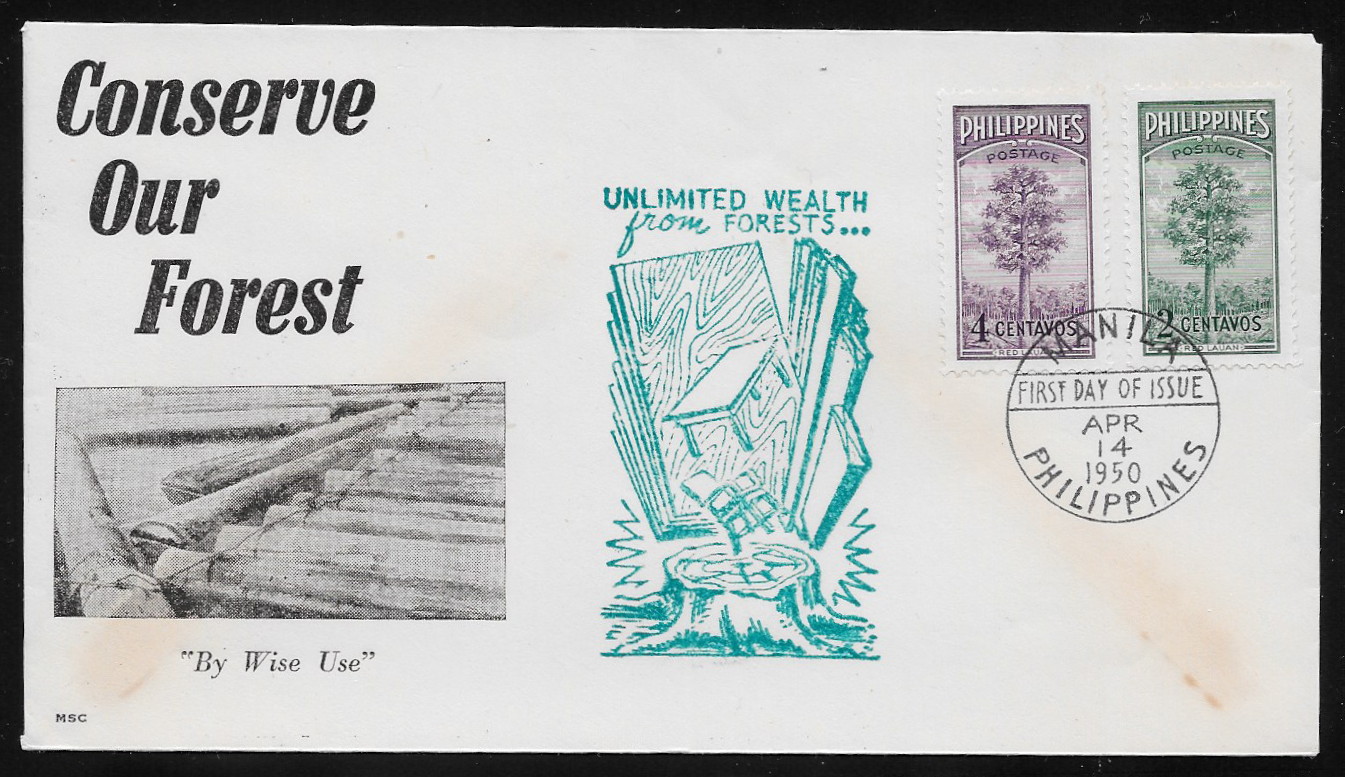 Conserve
Our
Forest
"By Wise Use"
MSC
UNLIMITED WEALTH
from FORESTS...
PHILIPPINES
POSTAGE
4 CENTAVOS
RED LAUAN
PHILIPPINES
POSTAGE
2 CENTAVOS
RED LAUAN
MANILA
FIRST DAY OF ISSUE
APR
14
1950
PHILIPPINES